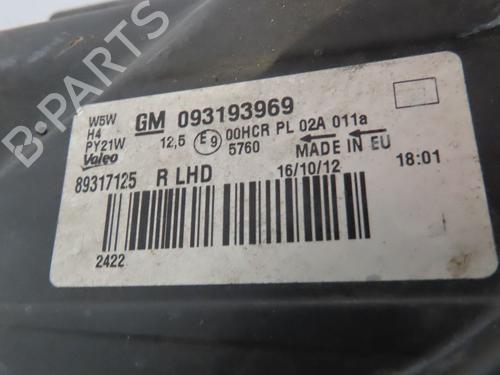 B-PARTS
W5W
H4
PY21W
Valeo
GM 093193969
12,5 E9 00HCR PL 02A 011a
5760 MADE IN EU
89317125 R LHD 16/10/12 18:01
2422